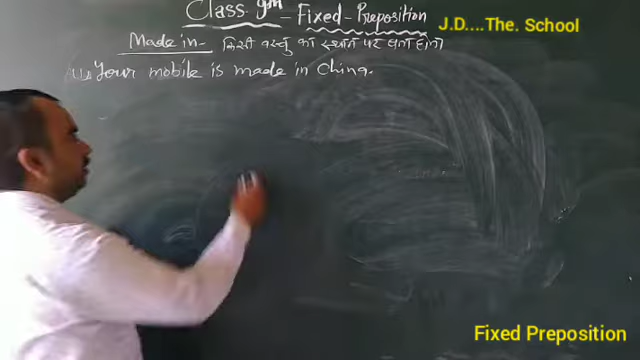 Class 9th - Fixed - Preposition
J.D....The. School
Made in - किसी वस्तु का स्थान पर बना होना
(1) Your mobile is made in China.
Fixed Preposition